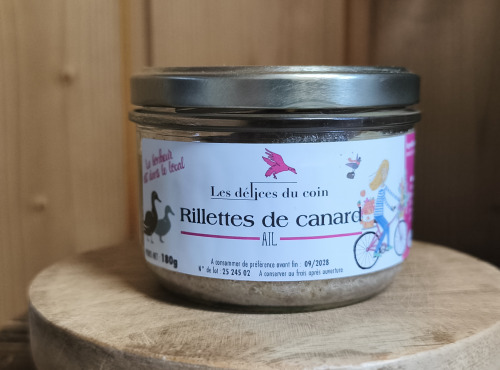 Le bonheur
est dans le local
Les délices du coin
Rillettes de canard
AIL
180g
A consommer de préférence avant fin : 09/2028
N° de lot : 25 245 02 A conserver au frais après ouverture